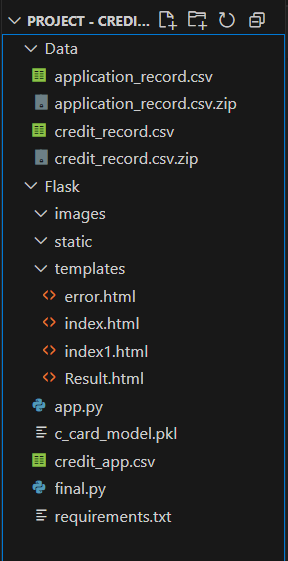 PROJECT - CREDI...
Data
application_record.csv
application_record.csv.zip
credit_record.csv
credit_record.csv.zip
Flask
images
static
templates
error.html
index.html
index1.html
Result.html
app.py
c_card_model.pkl
credit_app.csv
final.py
requirements.txt